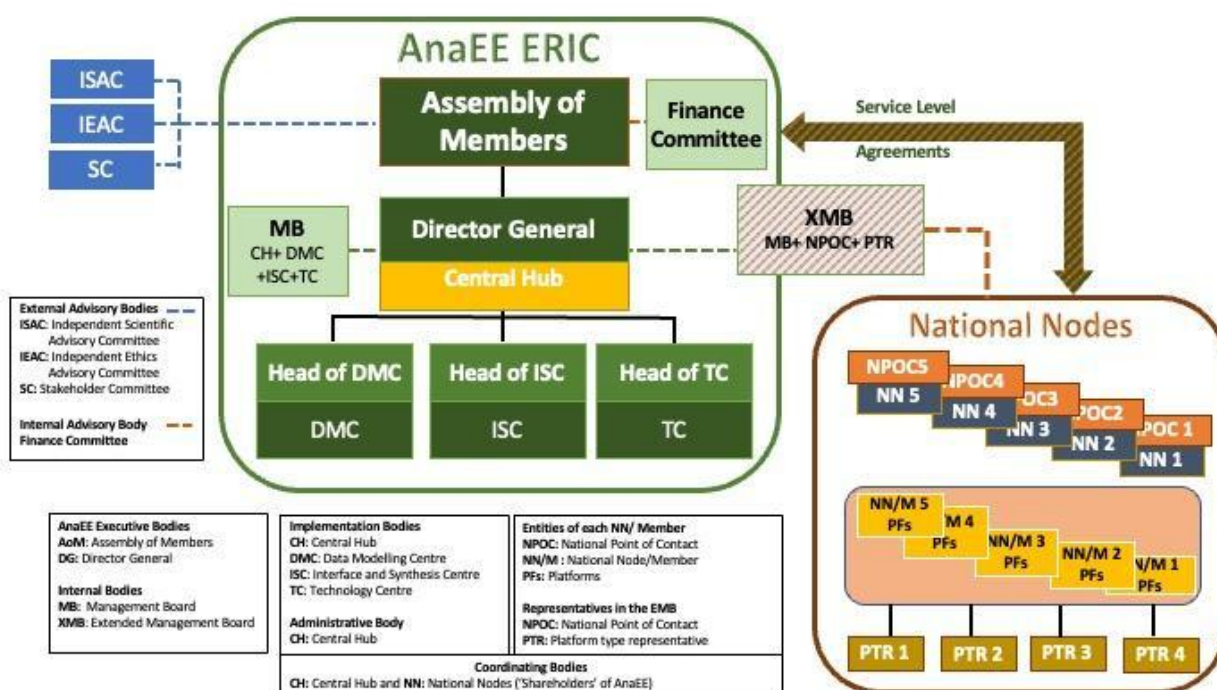 AnaEE ERIC
ISAC
IEAC
SC
Assembly of
Members
Finance
Committee
Service Level
Agreements
MB
CH+ DMC
+ISC+TC
Director General
Central Hub
XMB
MB+ NPOC+ PTR
Head of DMC
DMC
Head of ISC
ISC
Head of TC
TC
External Advisory Bodies
ISAC: Independent Scientific
Advisory Committee
IEAC: Independent Ethics
Advisory Committee
SC: Stakeholder Committee
Internal Advisory Body
Finance Committee
National Nodes
NPOC5
NN 5
NPOC4
NN 4
POC3
NN 3
NPOC2
NN 2
NPOC 1
NN 1
NN/M 5
PFs
/M 4
PFs
NN/M 3
PFs
NN/M 2
PFs
N/M 1
PFs
PTR 1
PTR 2
PTR 3
PTR 4
AnaEE Executive Bodies
AoM: Assembly of Members
DG: Director General
Internal Bodies
MB: Management Board
XMB: Extended Management Board
Implementation Bodies
CH: Central Hub
DMC: Data Modelling Centre
ISC: Interface and Synthesis Centre
TC: Technology Centre
Administrative Body
CH: Central Hub
Entities of each NN/ Member
NPOC: National Point of Contact
NN/M : National Node/Member
PFs: Platforms
Representatives in the EMB
NPOC: National Point of Contact
PTR: Platform type representative
Coordinating Bodies
CH: Central Hub and NN: National Nodes ('Shareholders' of AnaEE)